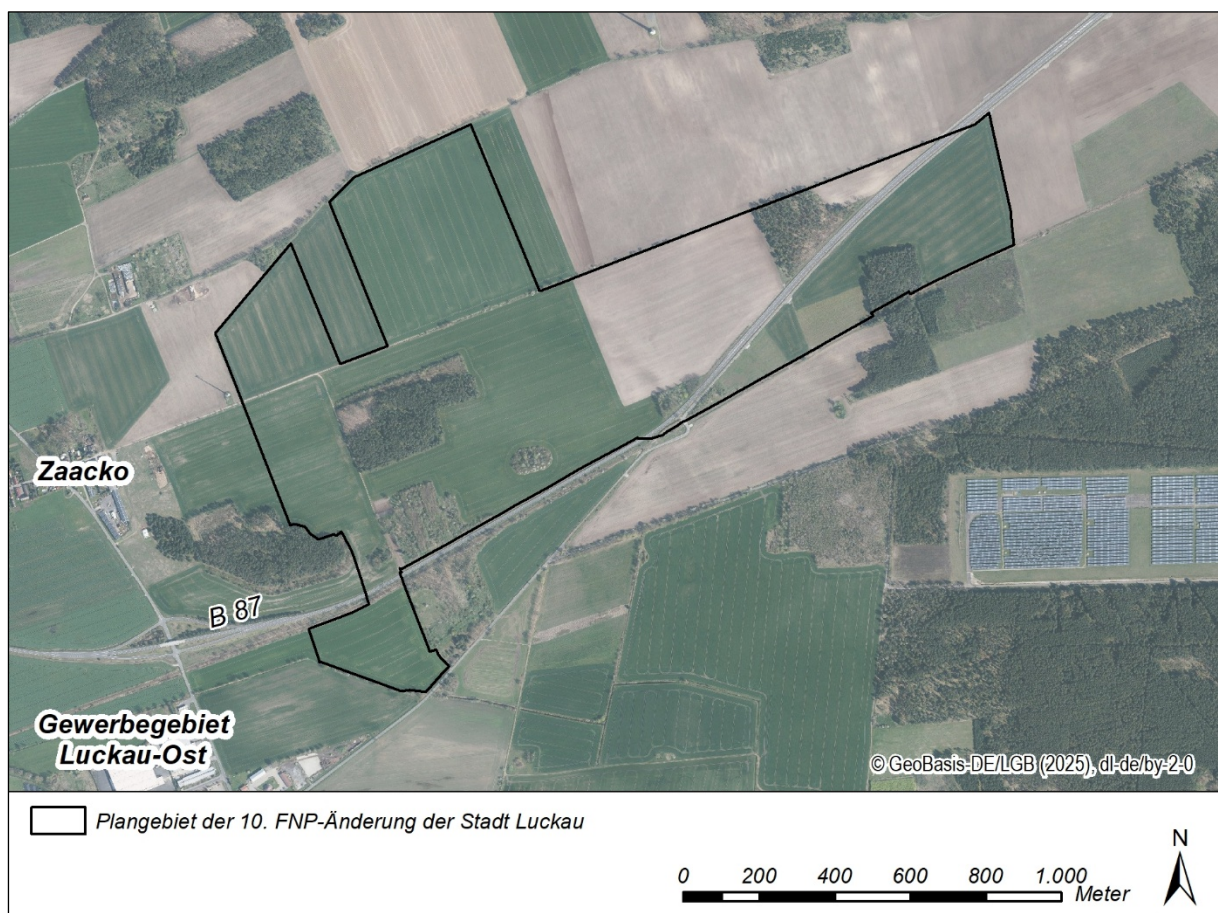 Zaacko
B 87
Gewerbegebiet
Luckau-Ost
© GeoBasis-DE/LGB (2025), dl-de/by-2-0
Plangebiet der 10. FNP-Änderung der Stadt Luckau
N
0 200 400 600 800 1.000
Meter